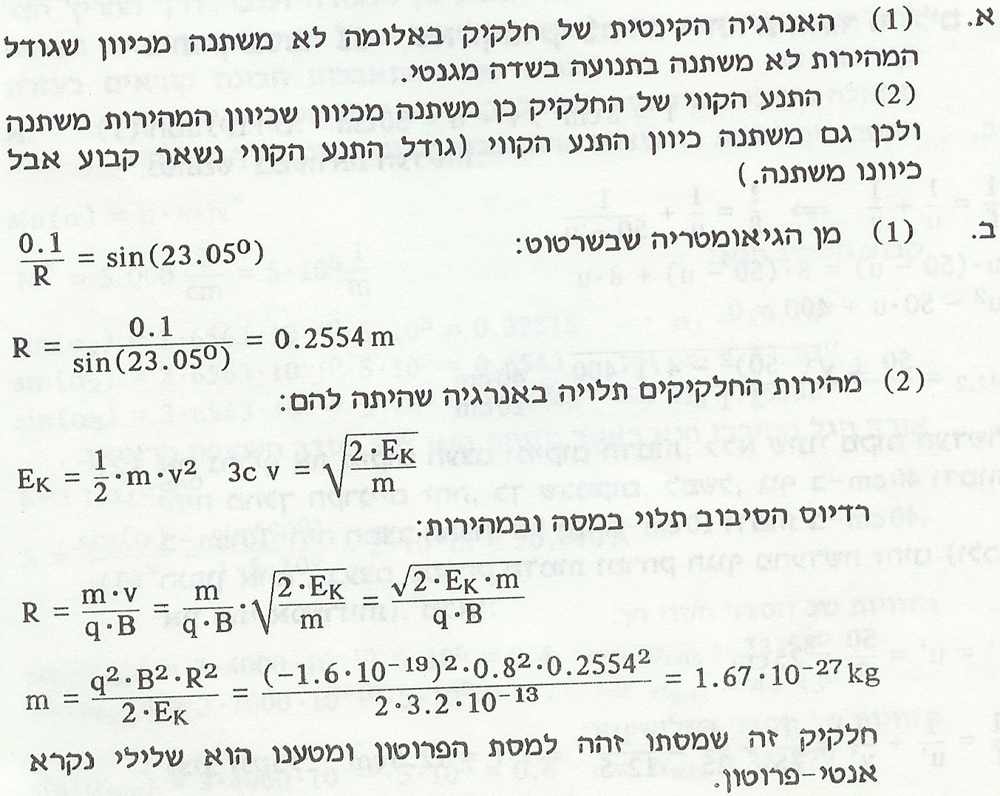 א. (1) האנרגיה הקינטית של חלקיק באלומה לא משתנה מכיוון שגודל
המהירות לא משתנה בתנועה בשדה מגנטי.
(2) התנע הקווי של החלקיק כן משתנה מכיוון שכיוון המהירות משתנה
ולכן גם משתנה כיוון התנע הקווי (גודל התנע הקווי נשאר קבוע אבל
כיוונו משתנה.)
ב. (1) מן הגיאומטריה שבשרטוט: 0.1/R = sin(23.05⁰)
R = 0.1/sin(23.05⁰) = 0.2554 m
(2) מהירות החלקיקים תלויה באנרגיה שהיתה להם:
E_K = 1/2·m·v² 3c v = √(2·E_K/m)
רדיוס הסיבוב תלוי במסה ובמהירות:
R = m·v/q·B = m/q·B·√(2·E_K/m) = √(2·E_K·m)/q·B
m = q²·B²·R²/2·E_K = (-1.6·10⁻¹⁹)²·0.8²·0.2554²/2·3.2·10⁻¹³ = 1.67·10⁻²⁷ kg
חלקיק זה שמסתו זהה למסת הפרוטון ומטענו הוא שלילי נקרא
אנטי-פרוטון.